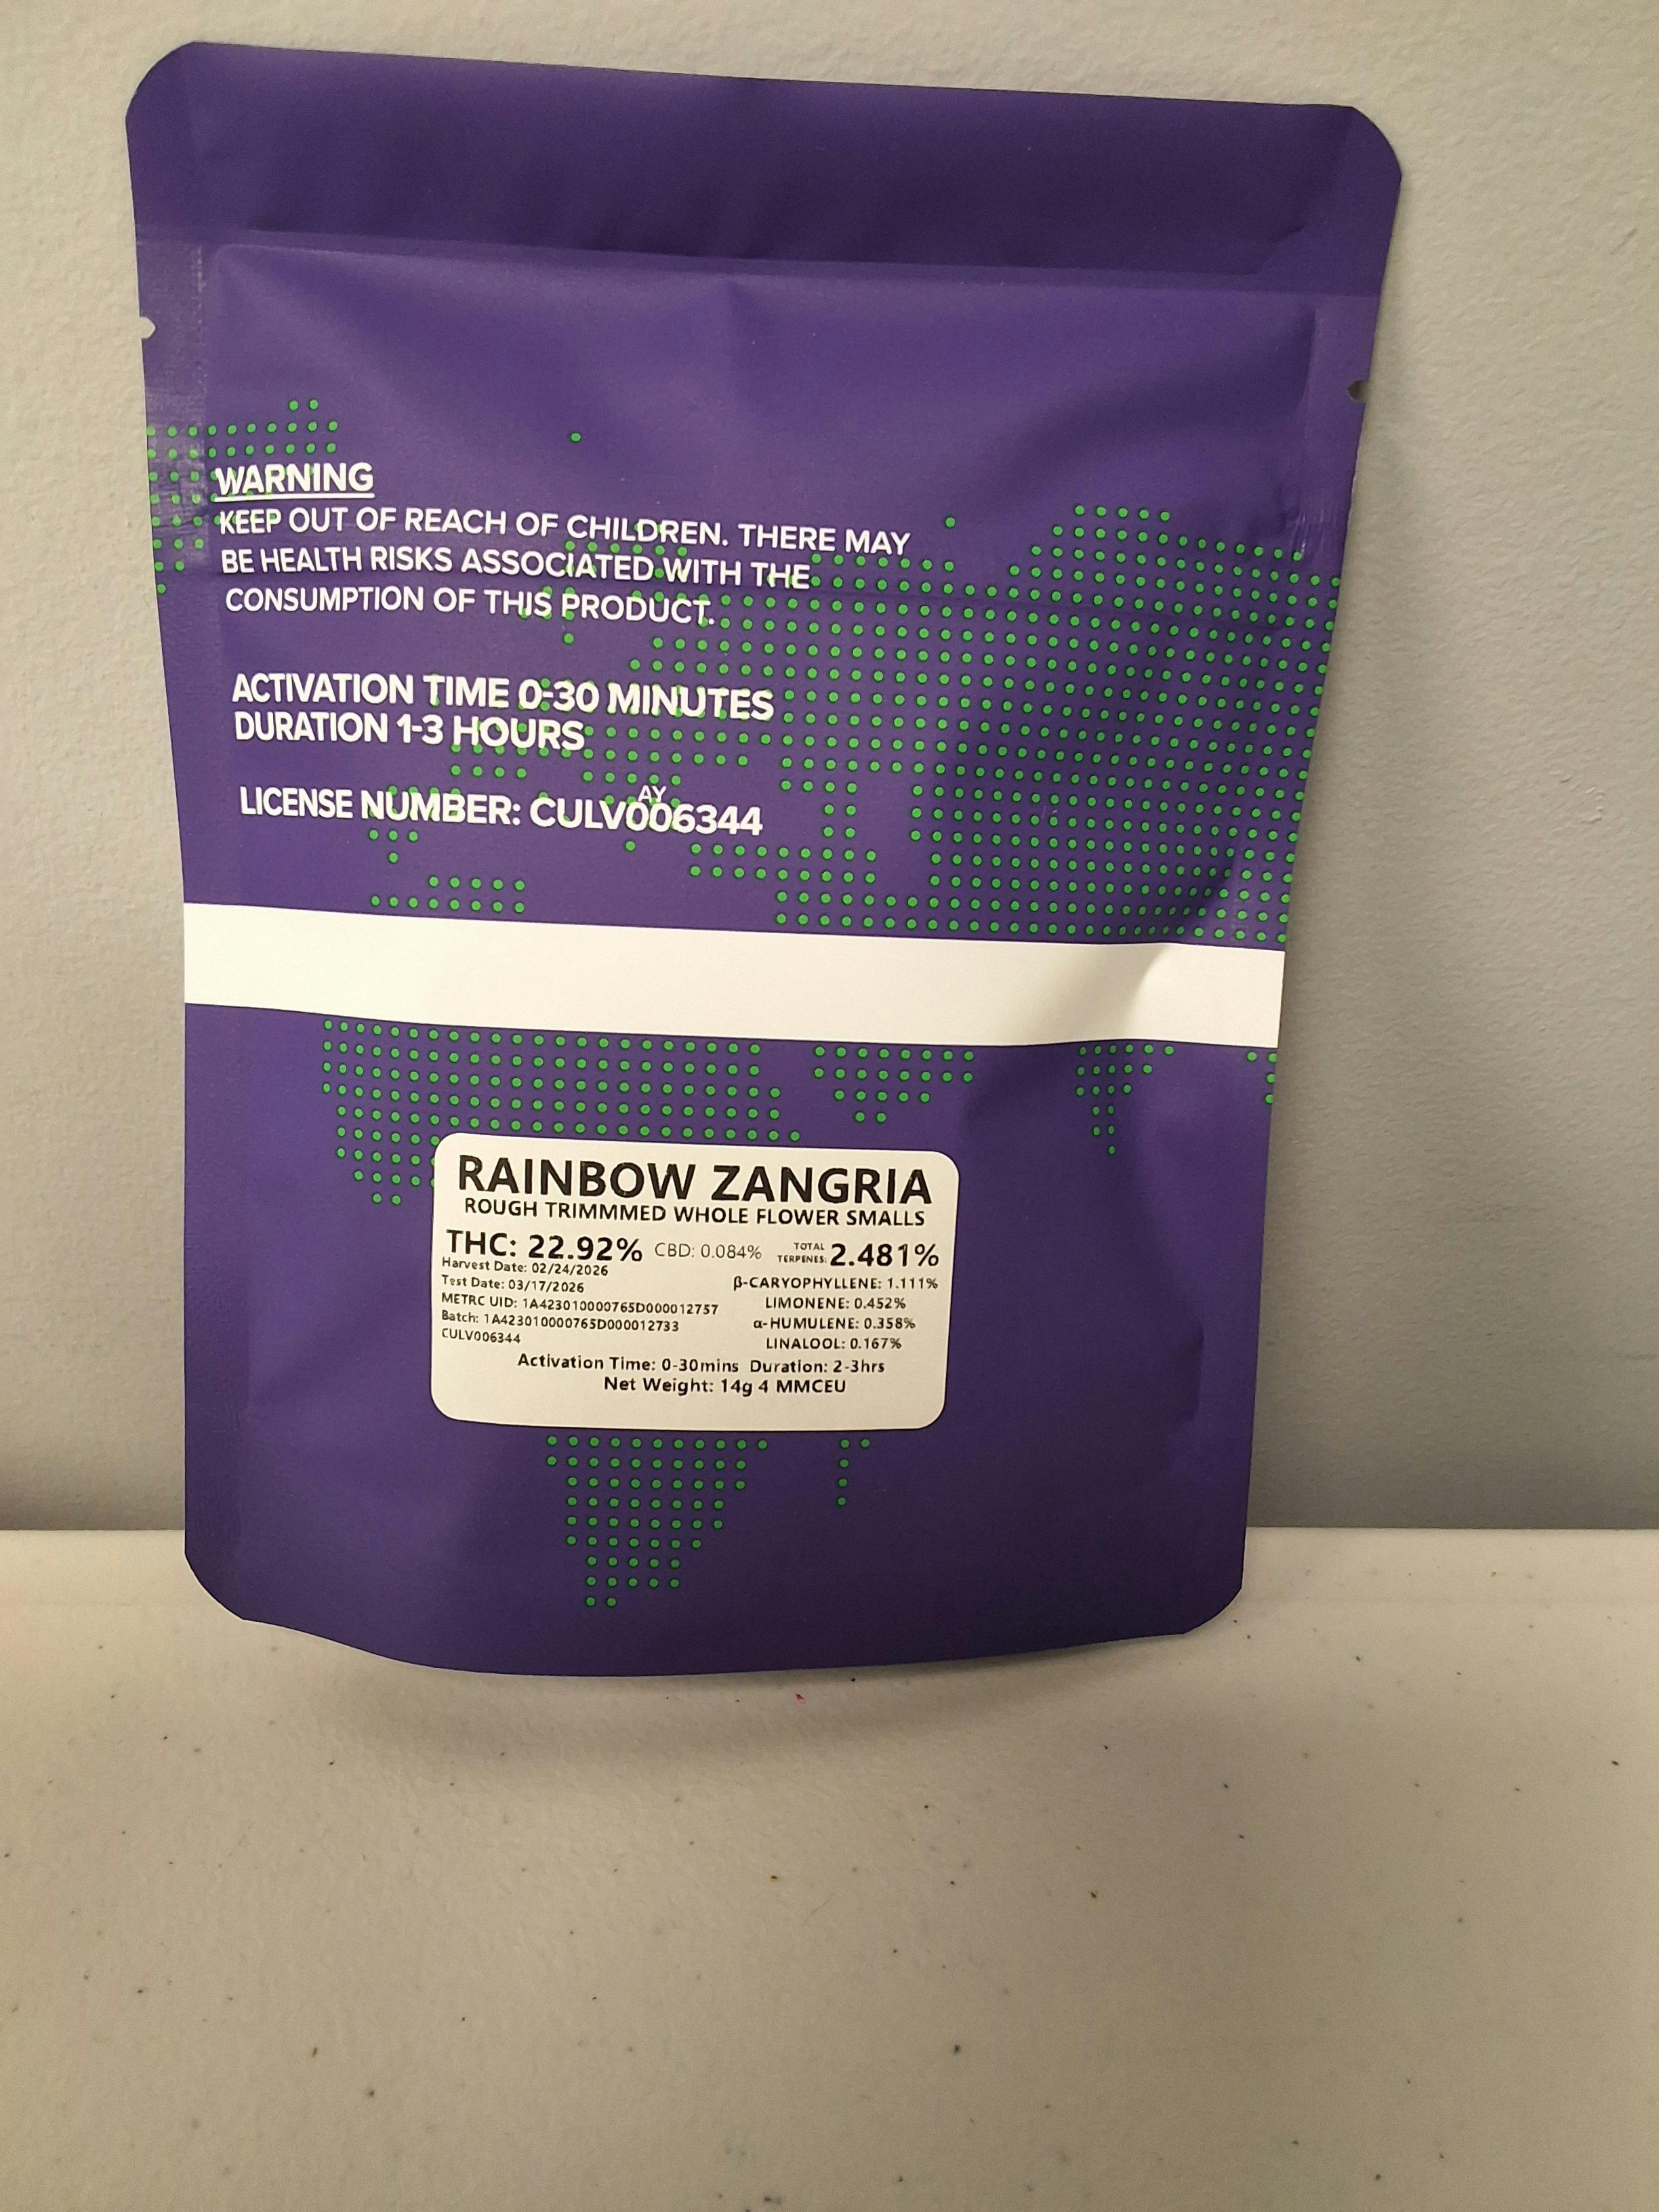 WARNING
KEEP OUT OF REACH OF CHILDREN. THERE MAY
BE HEALTH RISKS ASSOCIATED WITH THE
CONSUMPTION OF THIS PRODUCT.
ACTIVATION TIME 0-30 MINUTES
DURATION 1-3 HOURS
AY
LICENSE NUMBER: CULV006344
RAINBOW ZANGRIA
ROUGH TRIMMMED WHOLE FLOWER SMALLS
THC: 22.92% CBD: 0.084% TOTAL TERPENES: 2.481%
Harvest Date: 02/24/2026
Test Date: 03/17/2026
METRC UID: 1A423010000765D000012757
Batch: 1A423010000765D000012733
CULV006344
β-CARYOPHYLLENE: 1.111%
LIMONENE: 0.452%
α-HUMULENE: 0.358%
LINALOOL: 0.167%
Activation Time: 0-30mins Duration: 2-3hrs
Net Weight: 14g 4 MMCEU